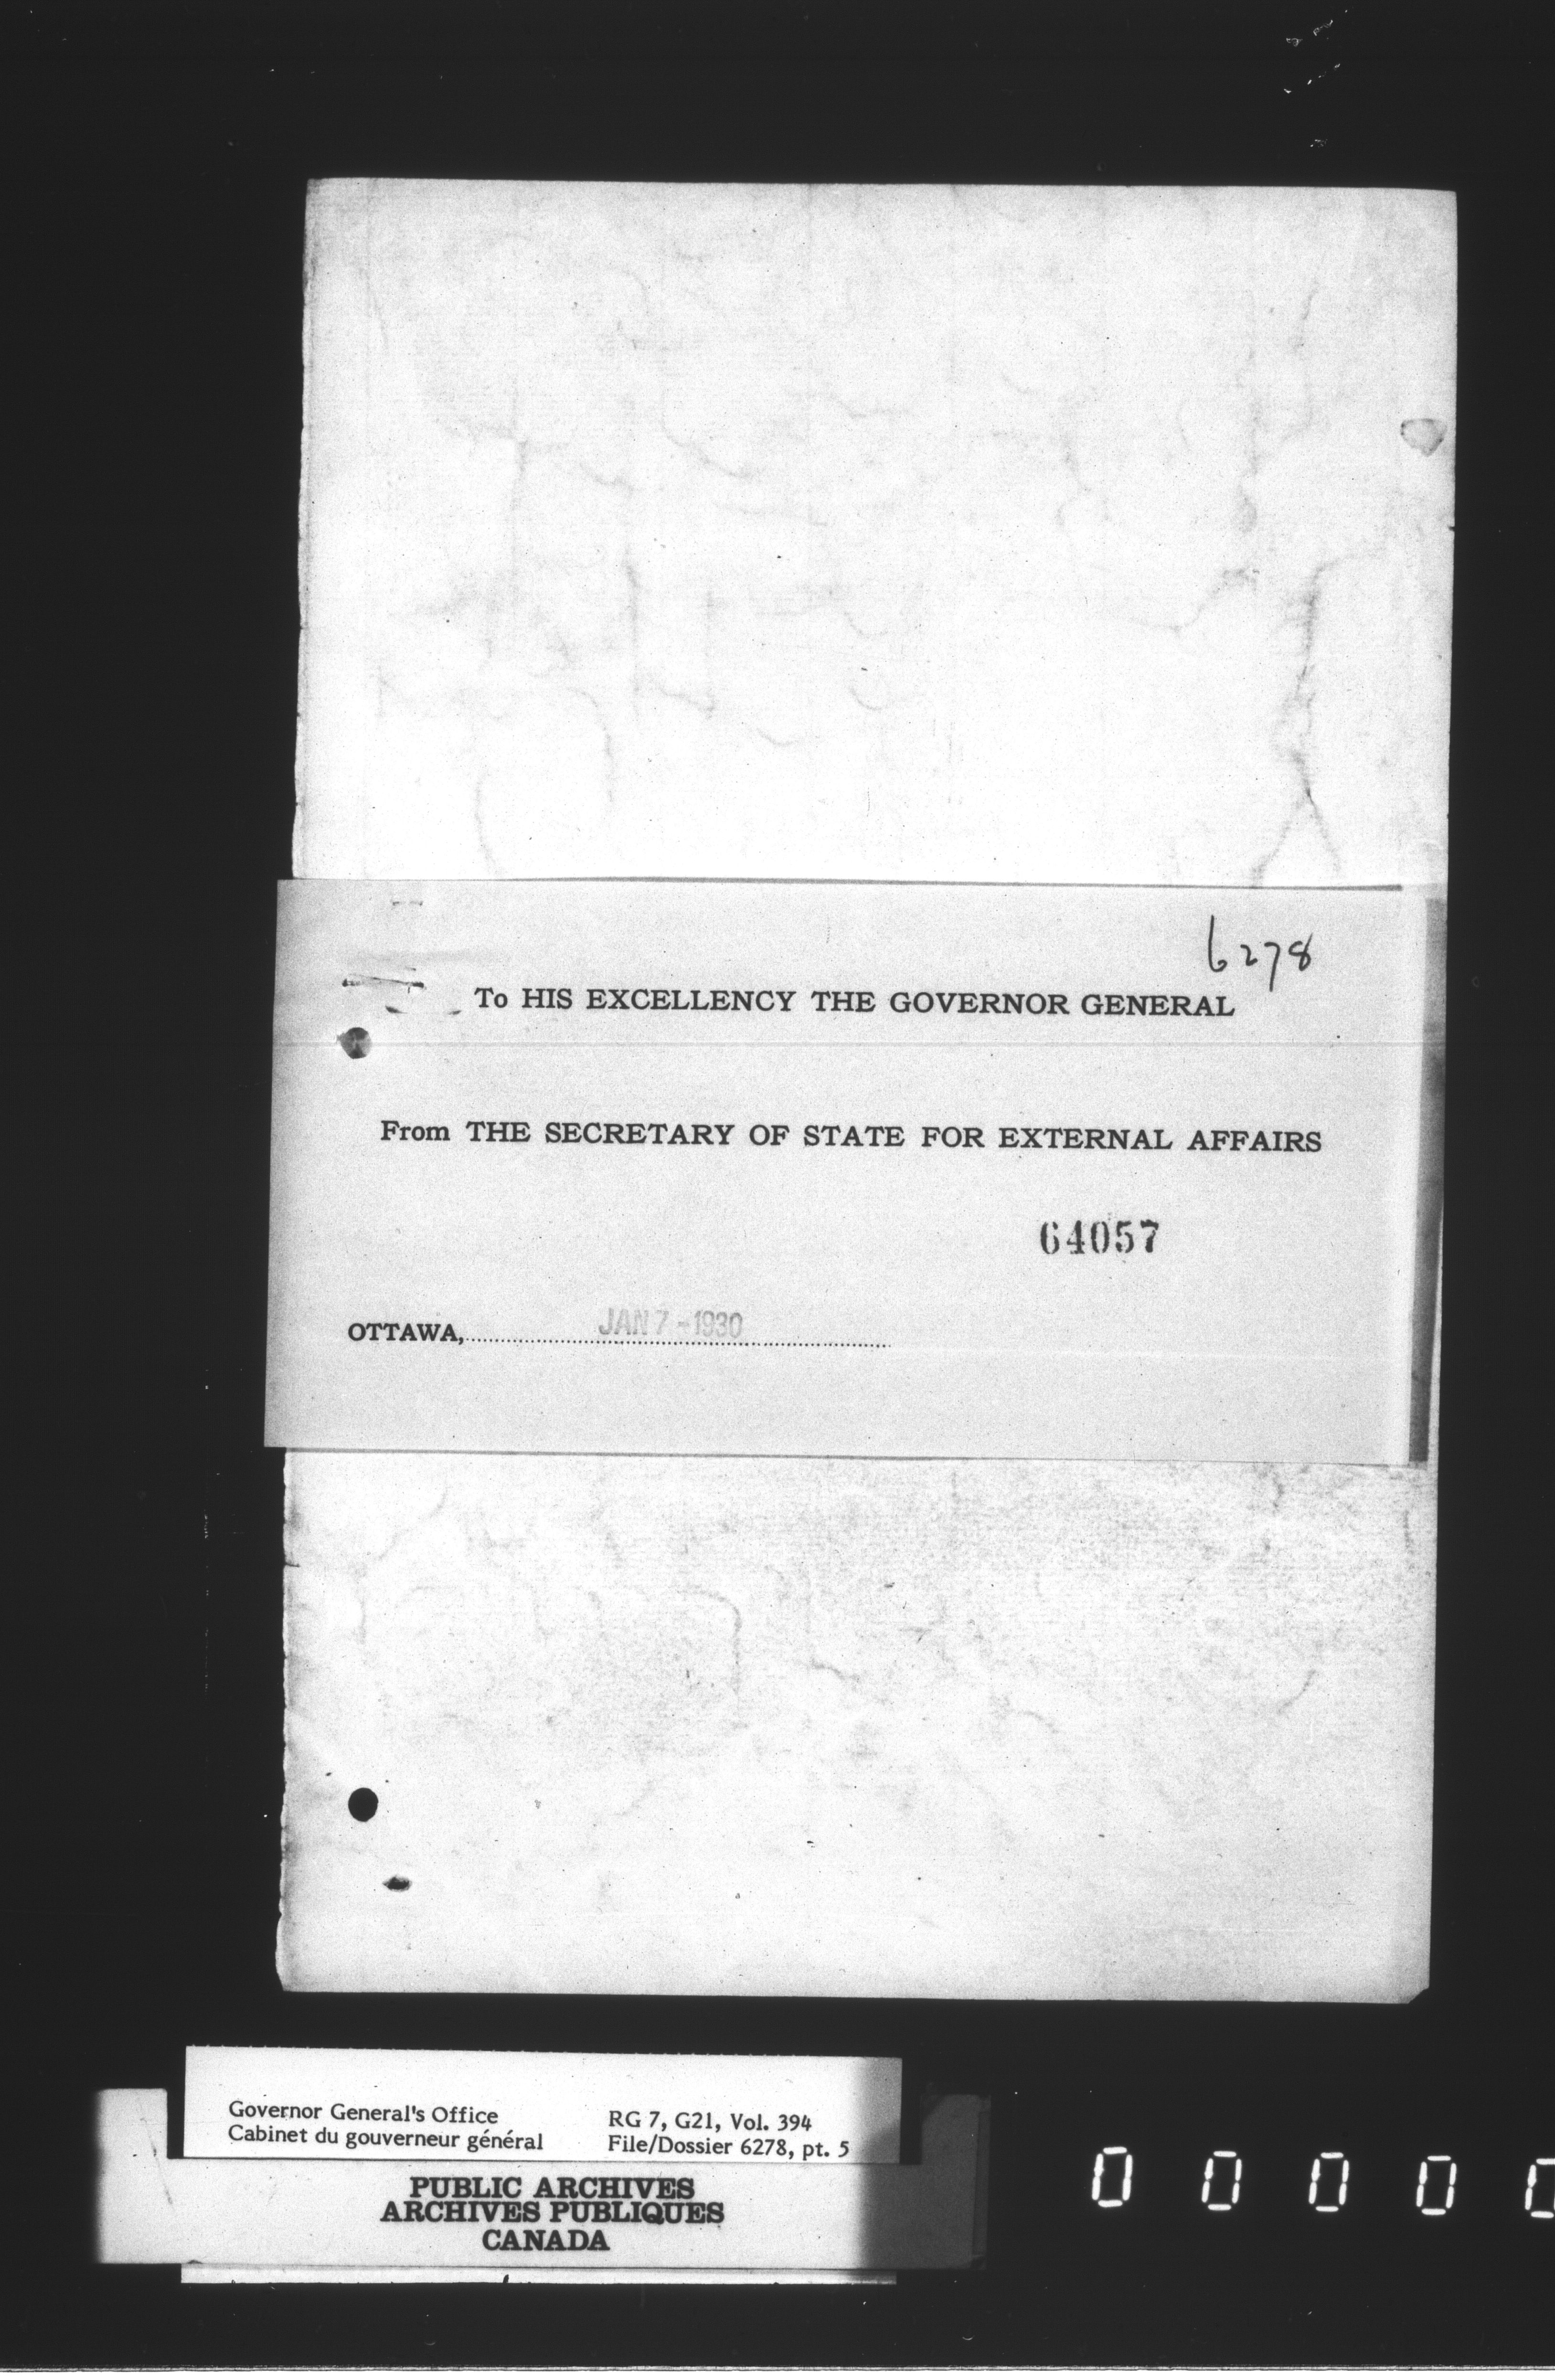 6278
To HIS EXCELLENCY THE GOVERNOR GENERAL
From THE SECRETARY OF STATE FOR EXTERNAL AFFAIRS
64057
OTTAWA, JAN 7 - 1930
Governor General's Office
Cabinet du gouverneur général
RG 7, G21, Vol. 394
File/Dossier 6278, pt. 5
PUBLIC ARCHIVES
ARCHIVES PUBLIQUES
CANADA
0 0 0 0 0